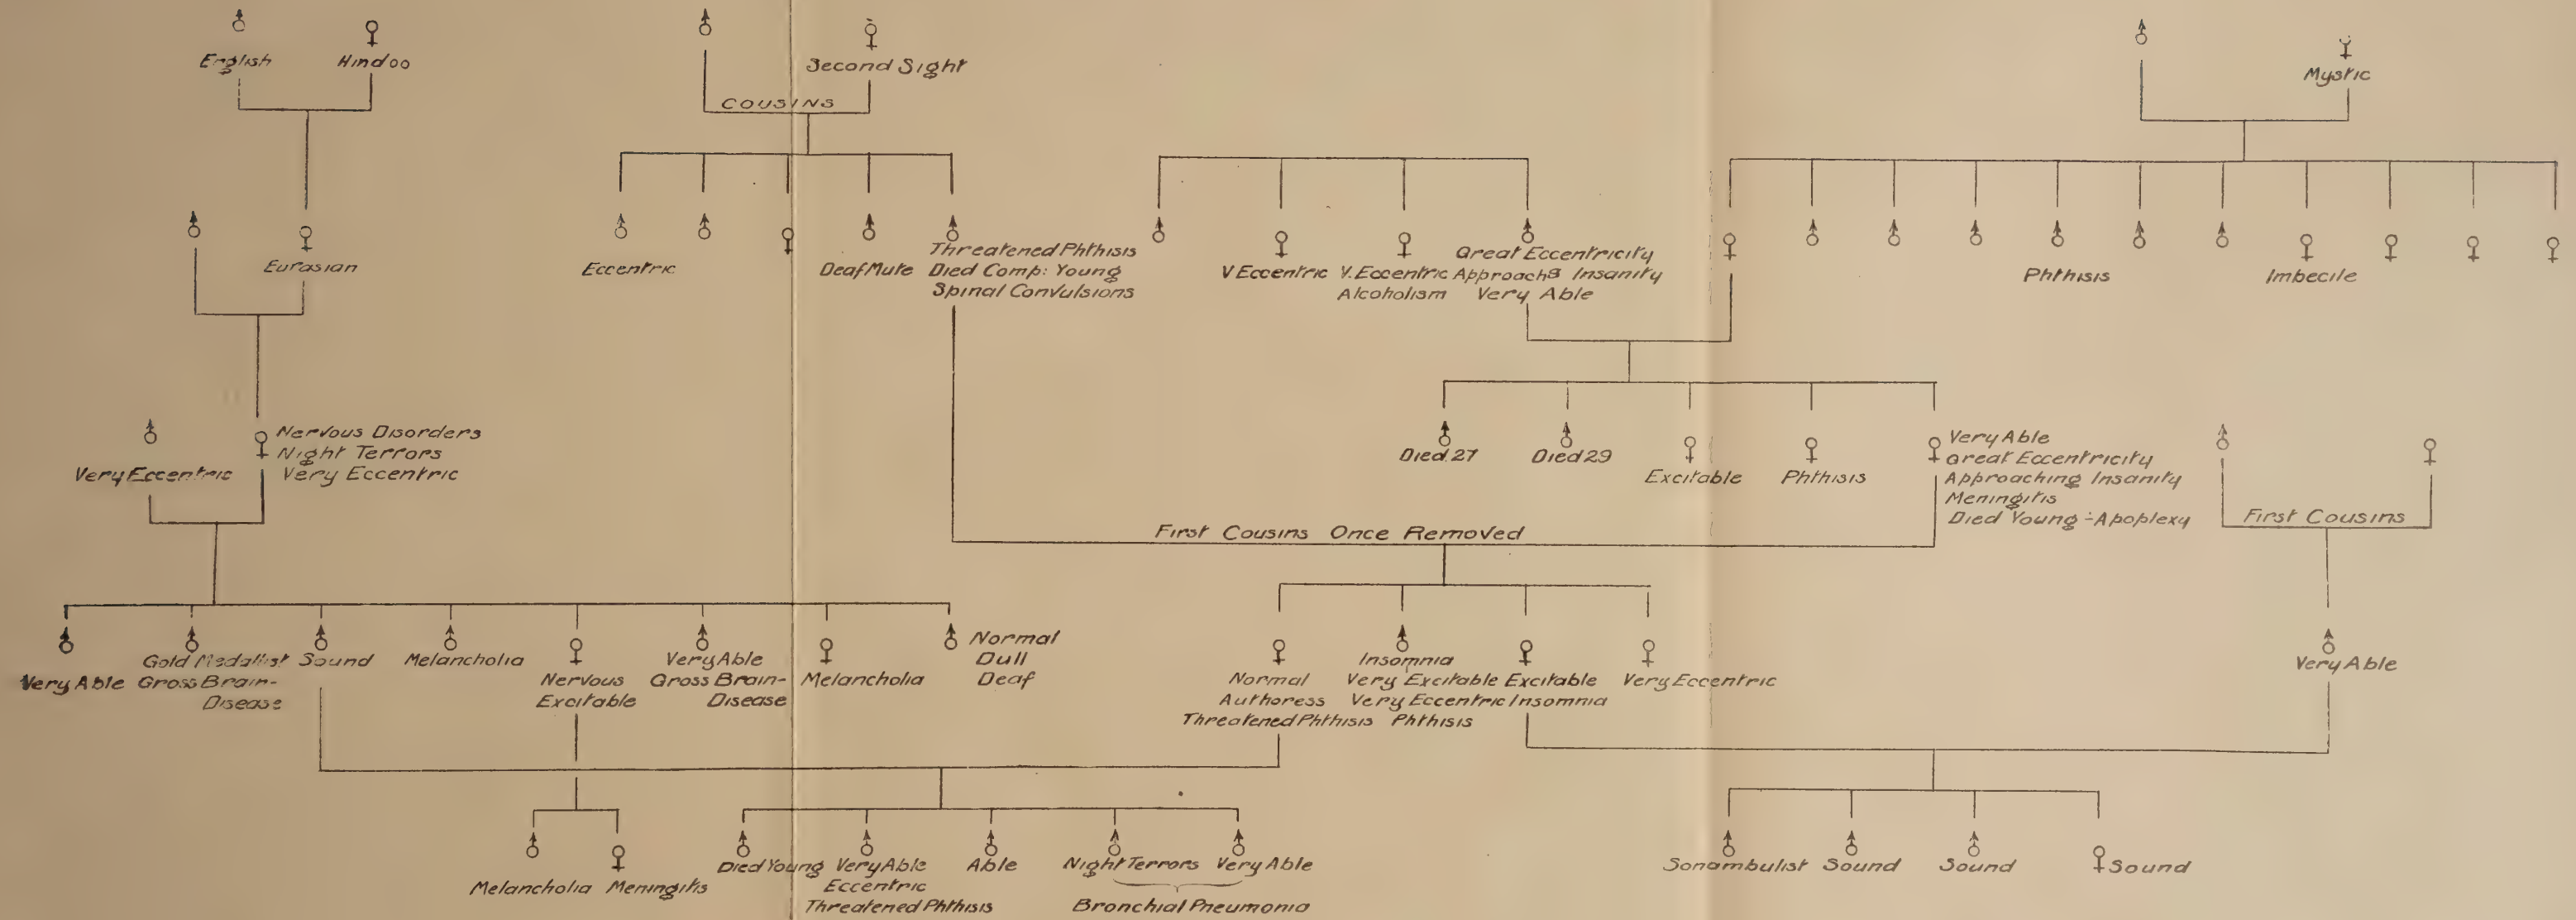 English
Hindoo
Second Sight
Mystic
COUSINS
Eurasian
Eccentric
Deaf Mute
Threatened Phthisis
Died Comp: Young
Spinal Convulsions
V Eccentric
V. Eccentric
Alcoholism
Great Eccentricity
Approachg Insanity
Very Able
Phthisis
Imbecile
Very Eccentric
Nervous Disorders
Night Terrors
Very Eccentric
Died 27
Died 29
Excitable
Phthisis
Very Able
Great Eccentricity
Approaching Insanity
Meningitis
Died Young - Apoplexy
First Cousins
First Cousins Once Removed
Very Able
Gold Medallist
Gross Brain-
Disease
Sound
Melancholia
Nervous
Excitable
Very Able
Gross Brain-
Disease
Melancholia
Normal
Dull
Deaf
Normal
Authoress
Threatened Phthisis
Insomnia
Very Excitable
Very Eccentric
Phthisis
Excitable
Insomnia
Very Eccentric
Very Able
Melancholia
Meningitis
Died Young
Very Able
Eccentric
Threatened Phthisis
Able
Night Terrors
Very Able
Bronchial Pneumonia
Sonambulist
Sound
Sound
Sound